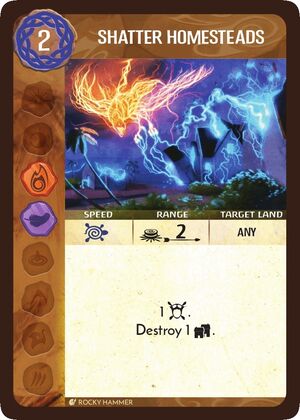 2
SHATTER HOMESTEADS
SPEED RANGE TARGET LAND
2 ANY
1 .
Destroy 1 .
ROCKY HAMMER